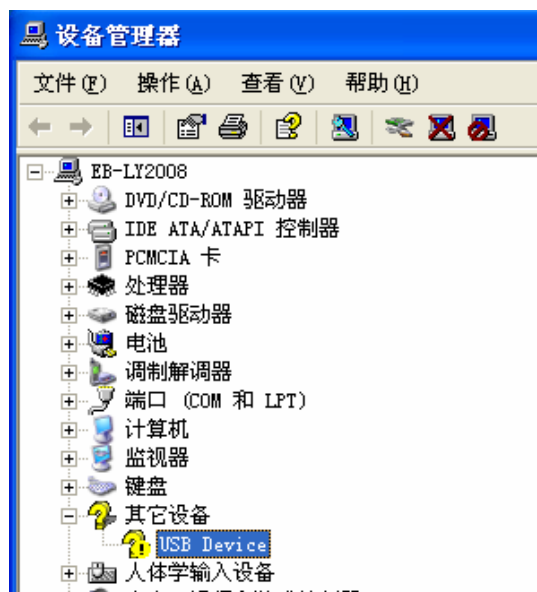 设备管理器
文件(F) 操作(A) 查看(V) 帮助(H)
EB-LY2008
DVD/CD-ROM 驱动器
IDE ATA/ATAPI 控制器
PCMCIA 卡
处理器
磁盘驱动器
电池
调制解调器
端口 (COM 和 LPT)
计算机
监视器
键盘
其它设备
USB Device
人体学输入设备